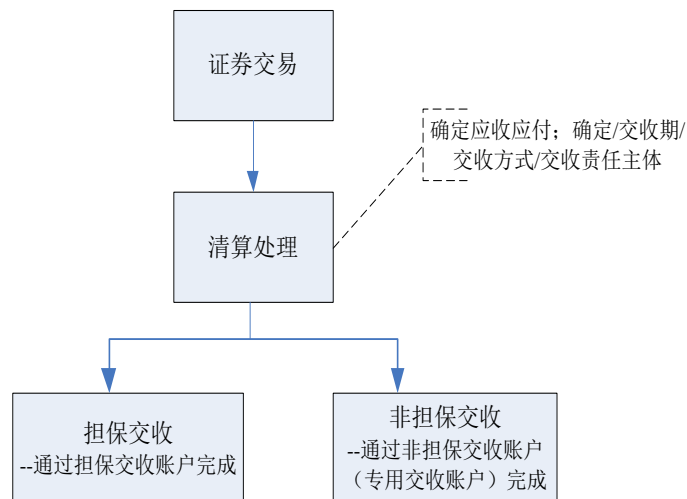 证券交易
确定应收应付；确定/交收期/
交收方式/交收责任主体
清算处理
担保交收
--通过担保交收账户完成
非担保交收
--通过非担保交收账户
（专用交收账户）完成